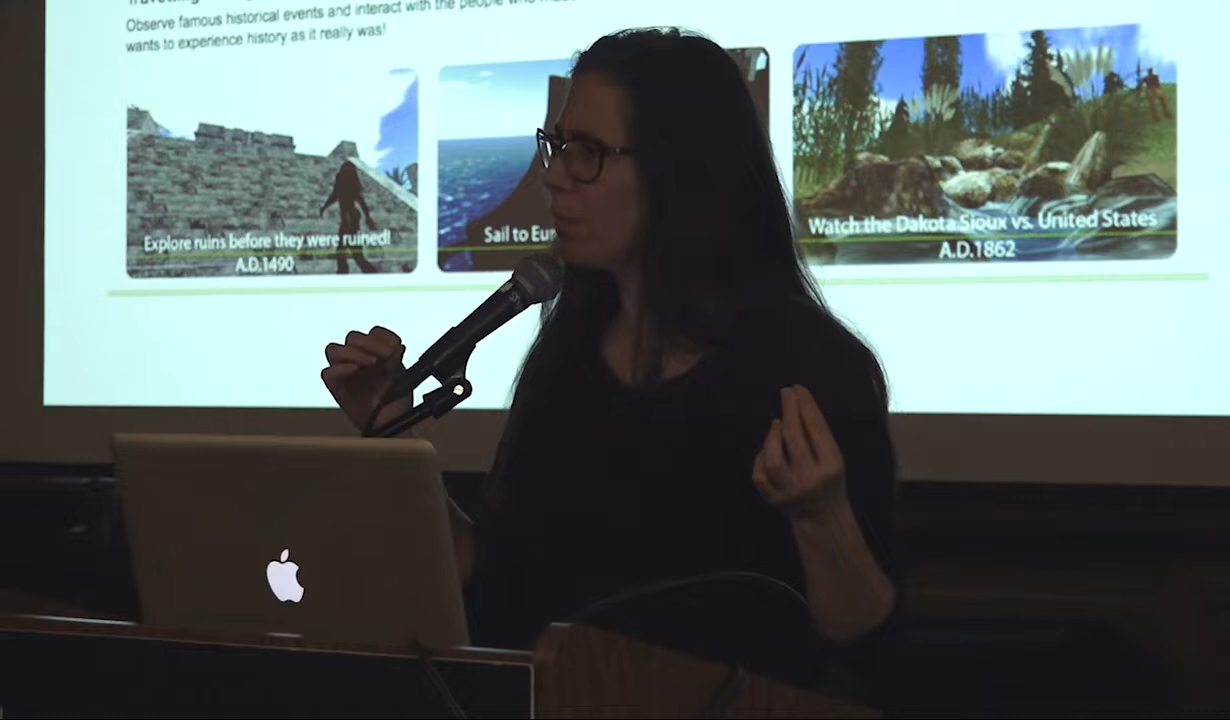 Observe famous historical events and interact with the people who
wants to experience history as it really was!
Explore ruins before they were ruined!
A.D.1490
Sail to
Watch the Dakota Sioux vs. United States
A.D.1862